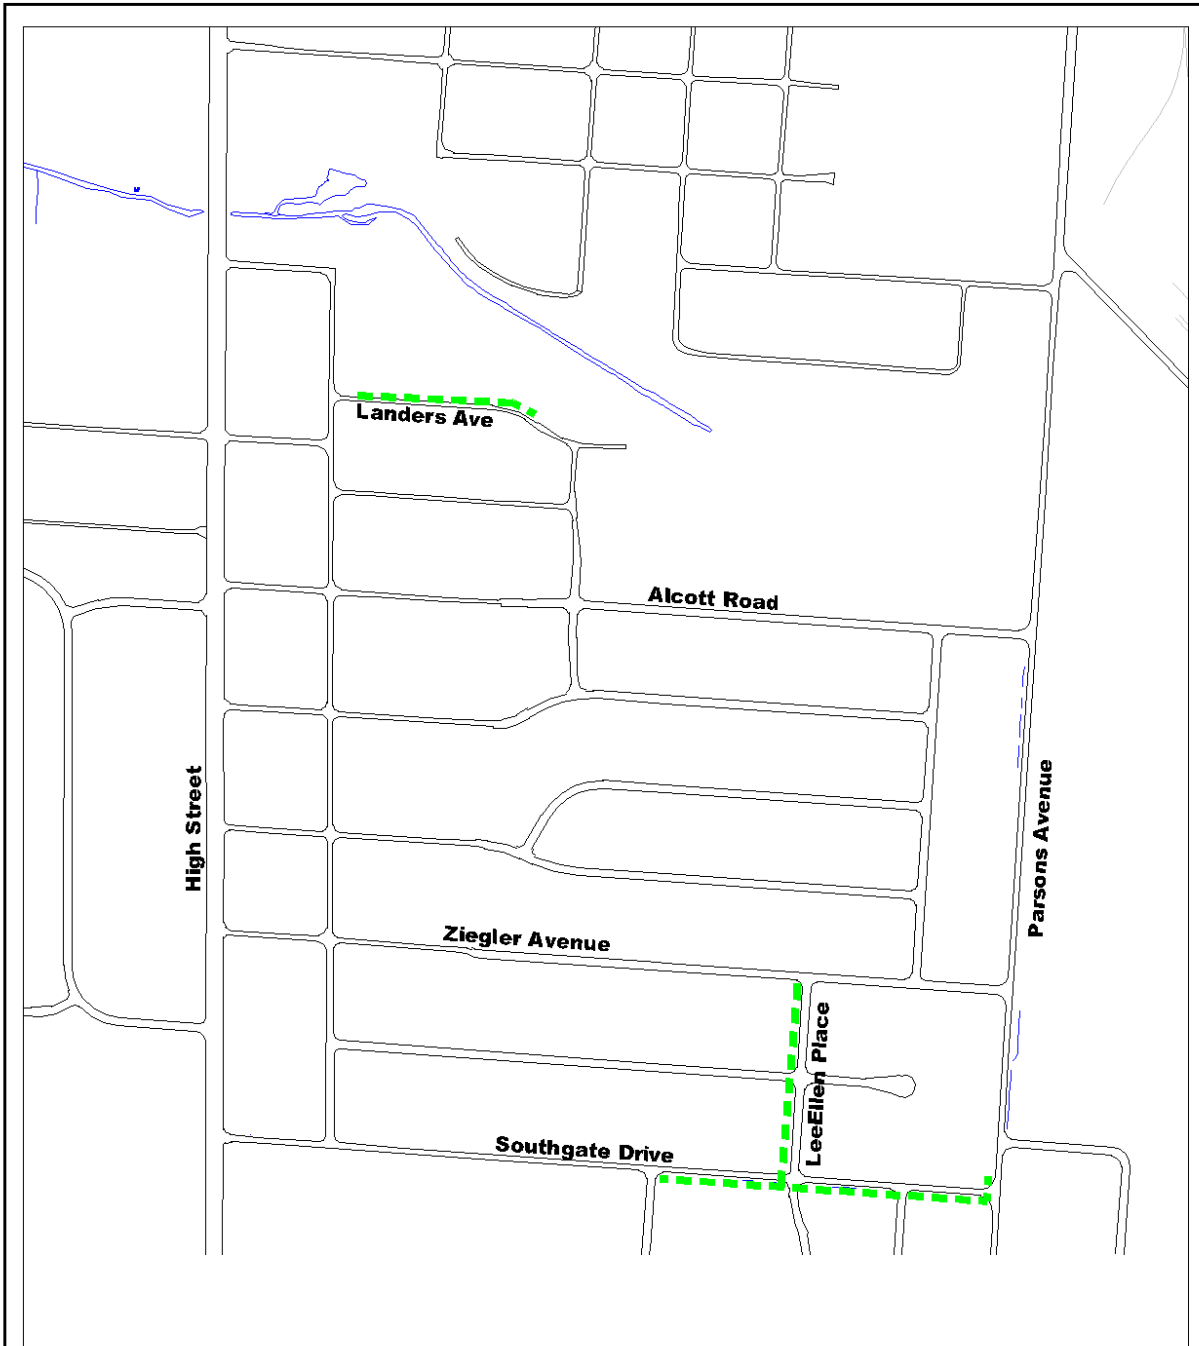 Landers Ave
Alcott Road
High Street
Parsons Avenue
Ziegler Avenue
LeeEllen Place
Southgate Drive